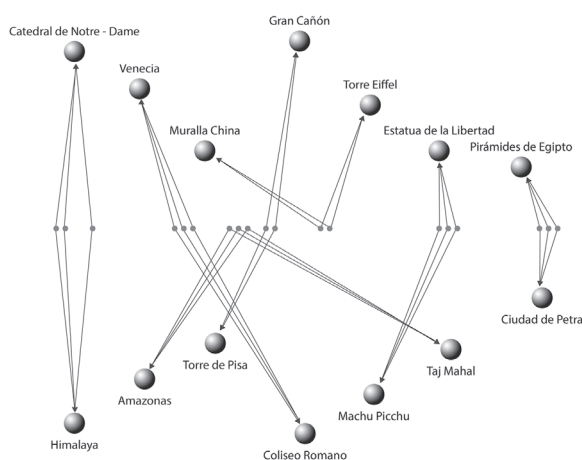 Gran Cañón
Catedral de Notre - Dame
Venecia
Torre Eiffel
Muralla China
Estatua de la Libertad
Pirámides de Egipto
Ciudad de Petra
Torre de Pisa
Taj Mahal
Amazonas
Machu Picchu
Himalaya
Coliseo Romano